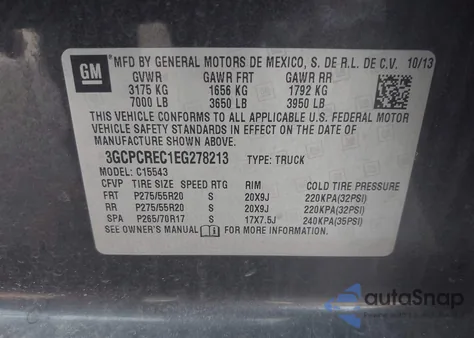 GM
MFD BY GENERAL MOTORS DE MEXICO, S. DE R.L. DE C.V. 10/13
GVWR GAWR FRT GAWR RR
3175 KG 1656 KG 1792 KG
7000 LB 3650 LB 3950 LB
THIS VEHICLE CONFORMS TO ALL APPLICABLE U.S. FEDERAL MOTOR
VEHICLE SAFETY STANDARDS IN EFFECT ON THE DATE OF
MANUFACTURE SHOWN ABOVE.
3GCPCREC1EG278213 TYPE: TRUCK
MODEL: C15543
CFVP TIRE SIZE SPEED RTG RIM COLD TIRE PRESSURE
FRT P275/55R20 S 20X9J 220KPA(32PSI)
RR P275/55R20 S 20X9J 220KPA(32PSI)
SPA P265/70R17 S 17X7.5J 240KPA(35PSI)
SEE OWNER'S MANUAL FOR MORE INFORMATION.
autoSnap